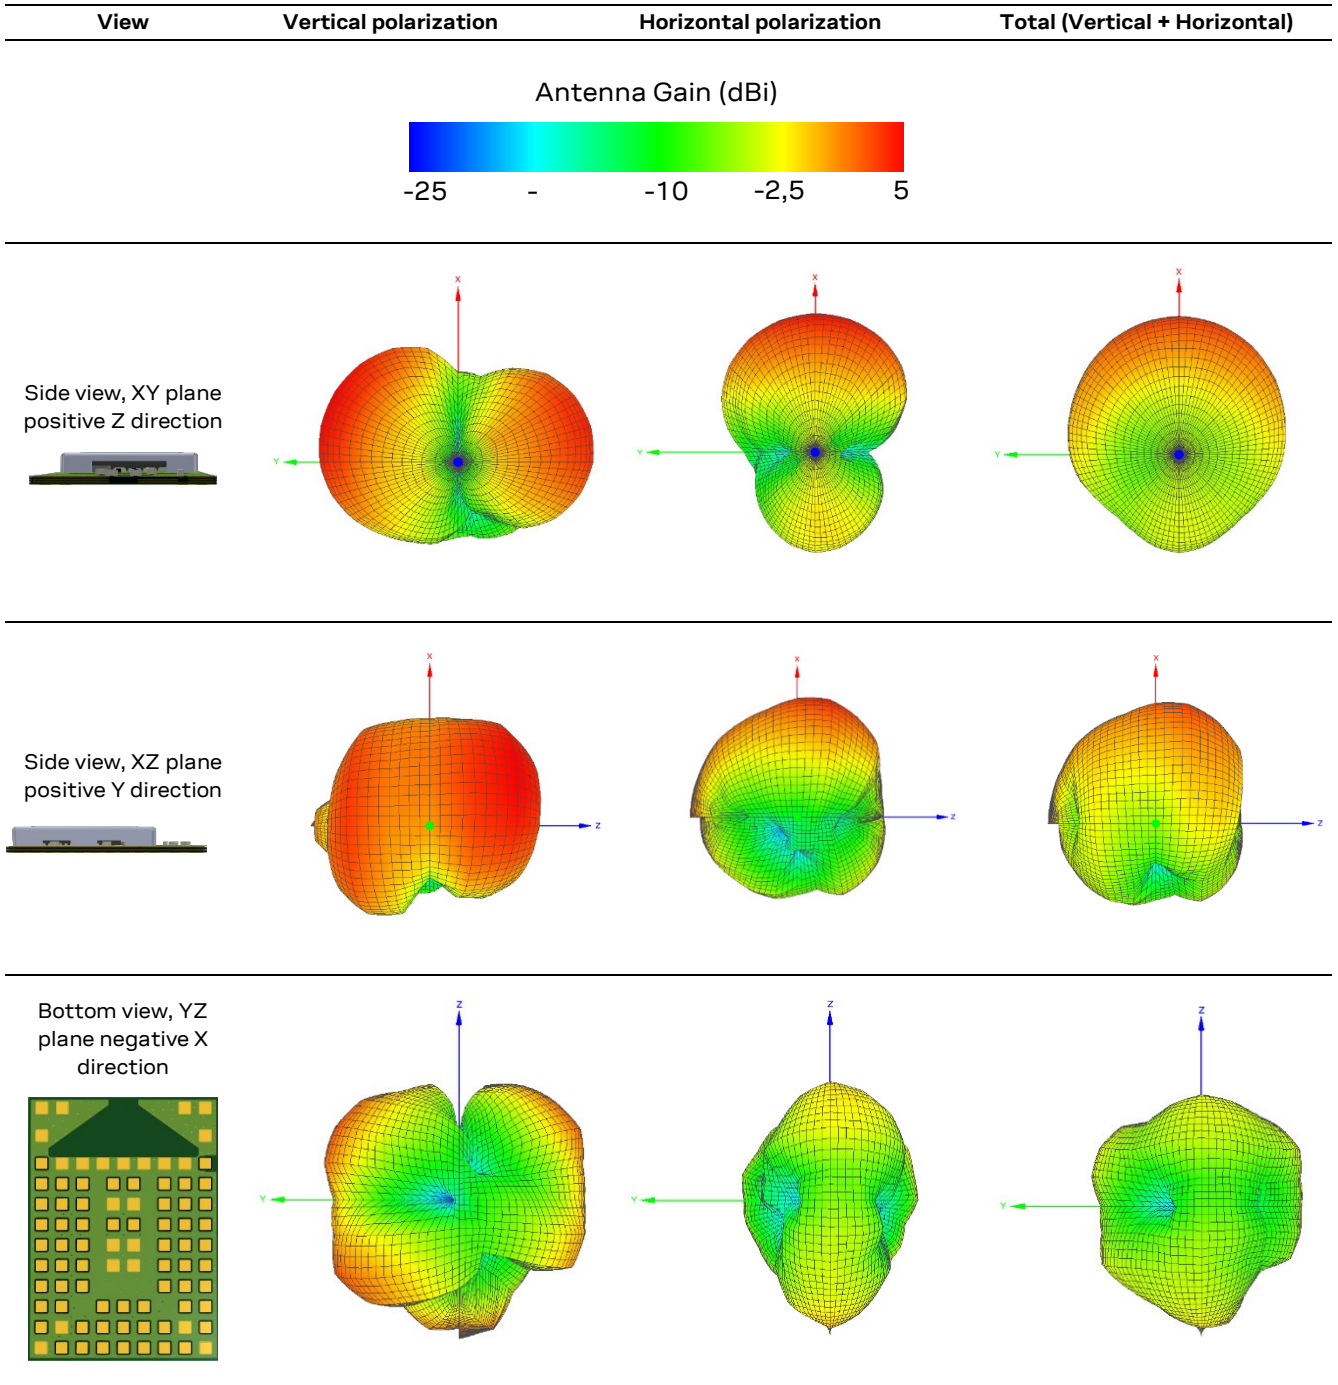 View Vertical polarization Horizontal polarization Total (Vertical + Horizontal)
Antenna Gain (dBi)
-25 - -10 -2,5 5
Side view, XY plane
positive Z direction
X
Y
X
Y
X
Y
Side view, XZ plane
positive Y direction
X
Z
X
Z
X
Z
Bottom view, YZ
plane negative X
direction
Z
Y
Z
Y
Z
Y